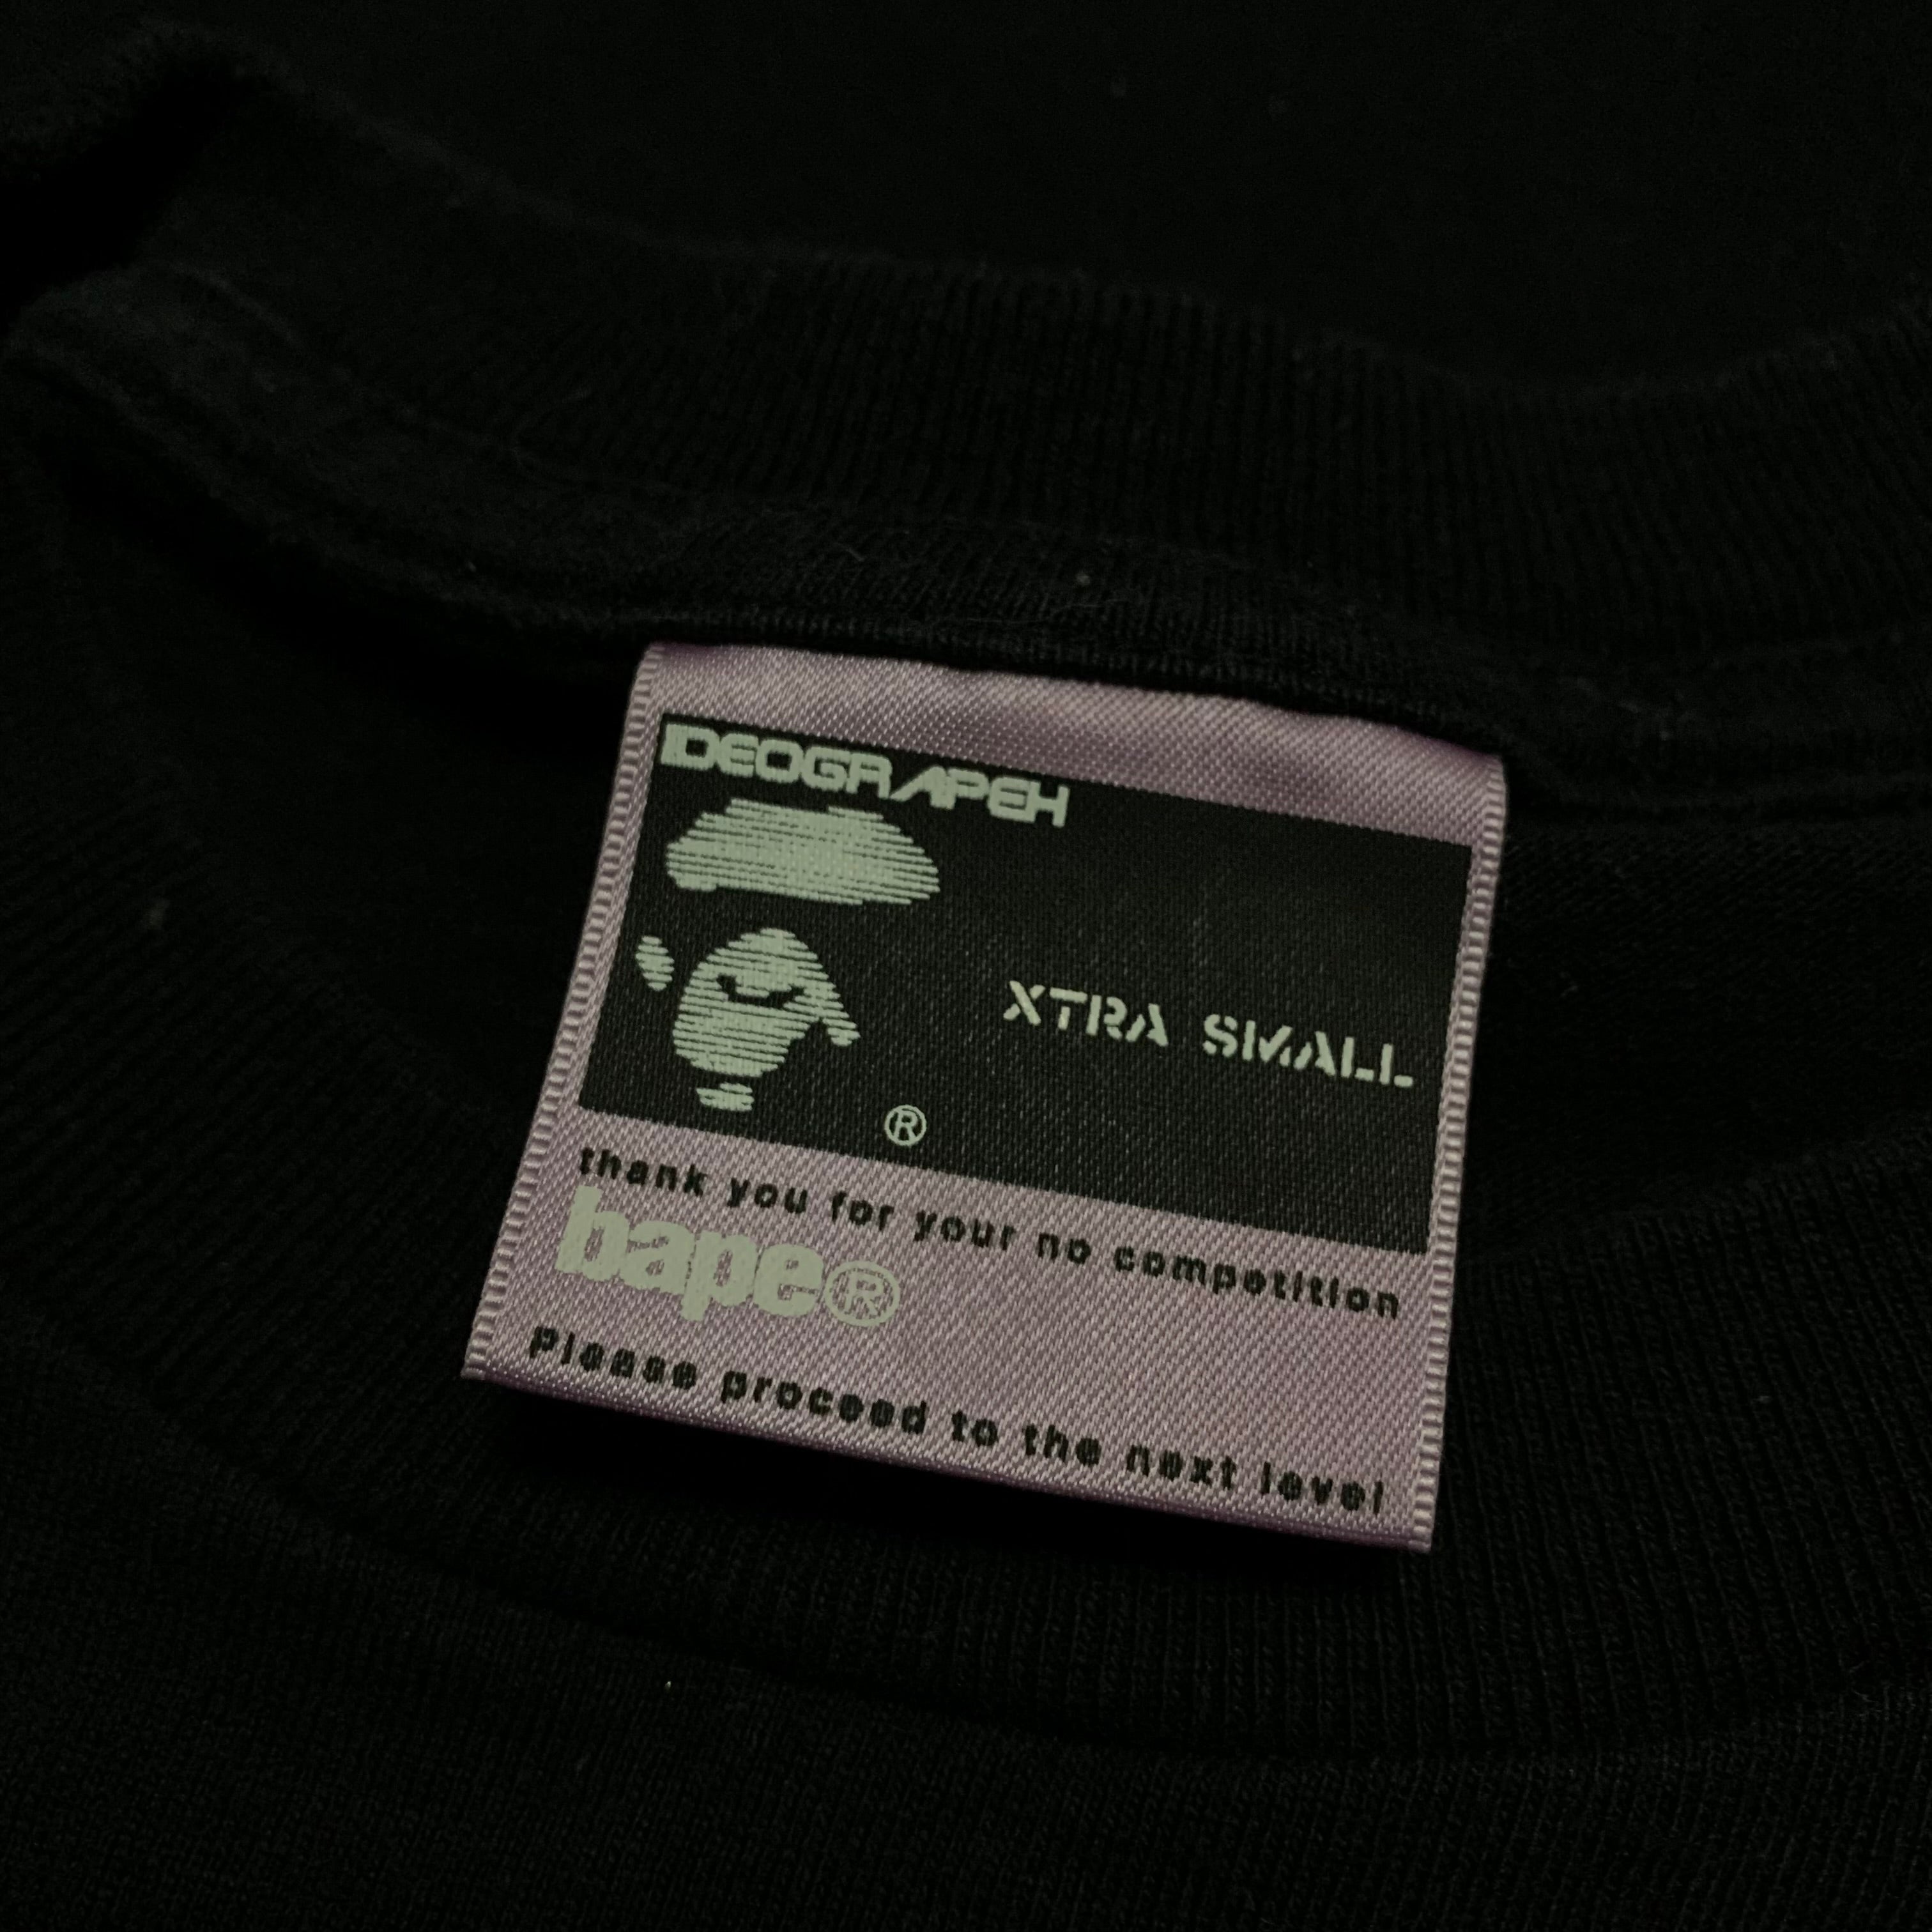 IDEOGRAPEH
XTRA SMALL
®
thank you for your no competition
bape®
Please proceed to the next level